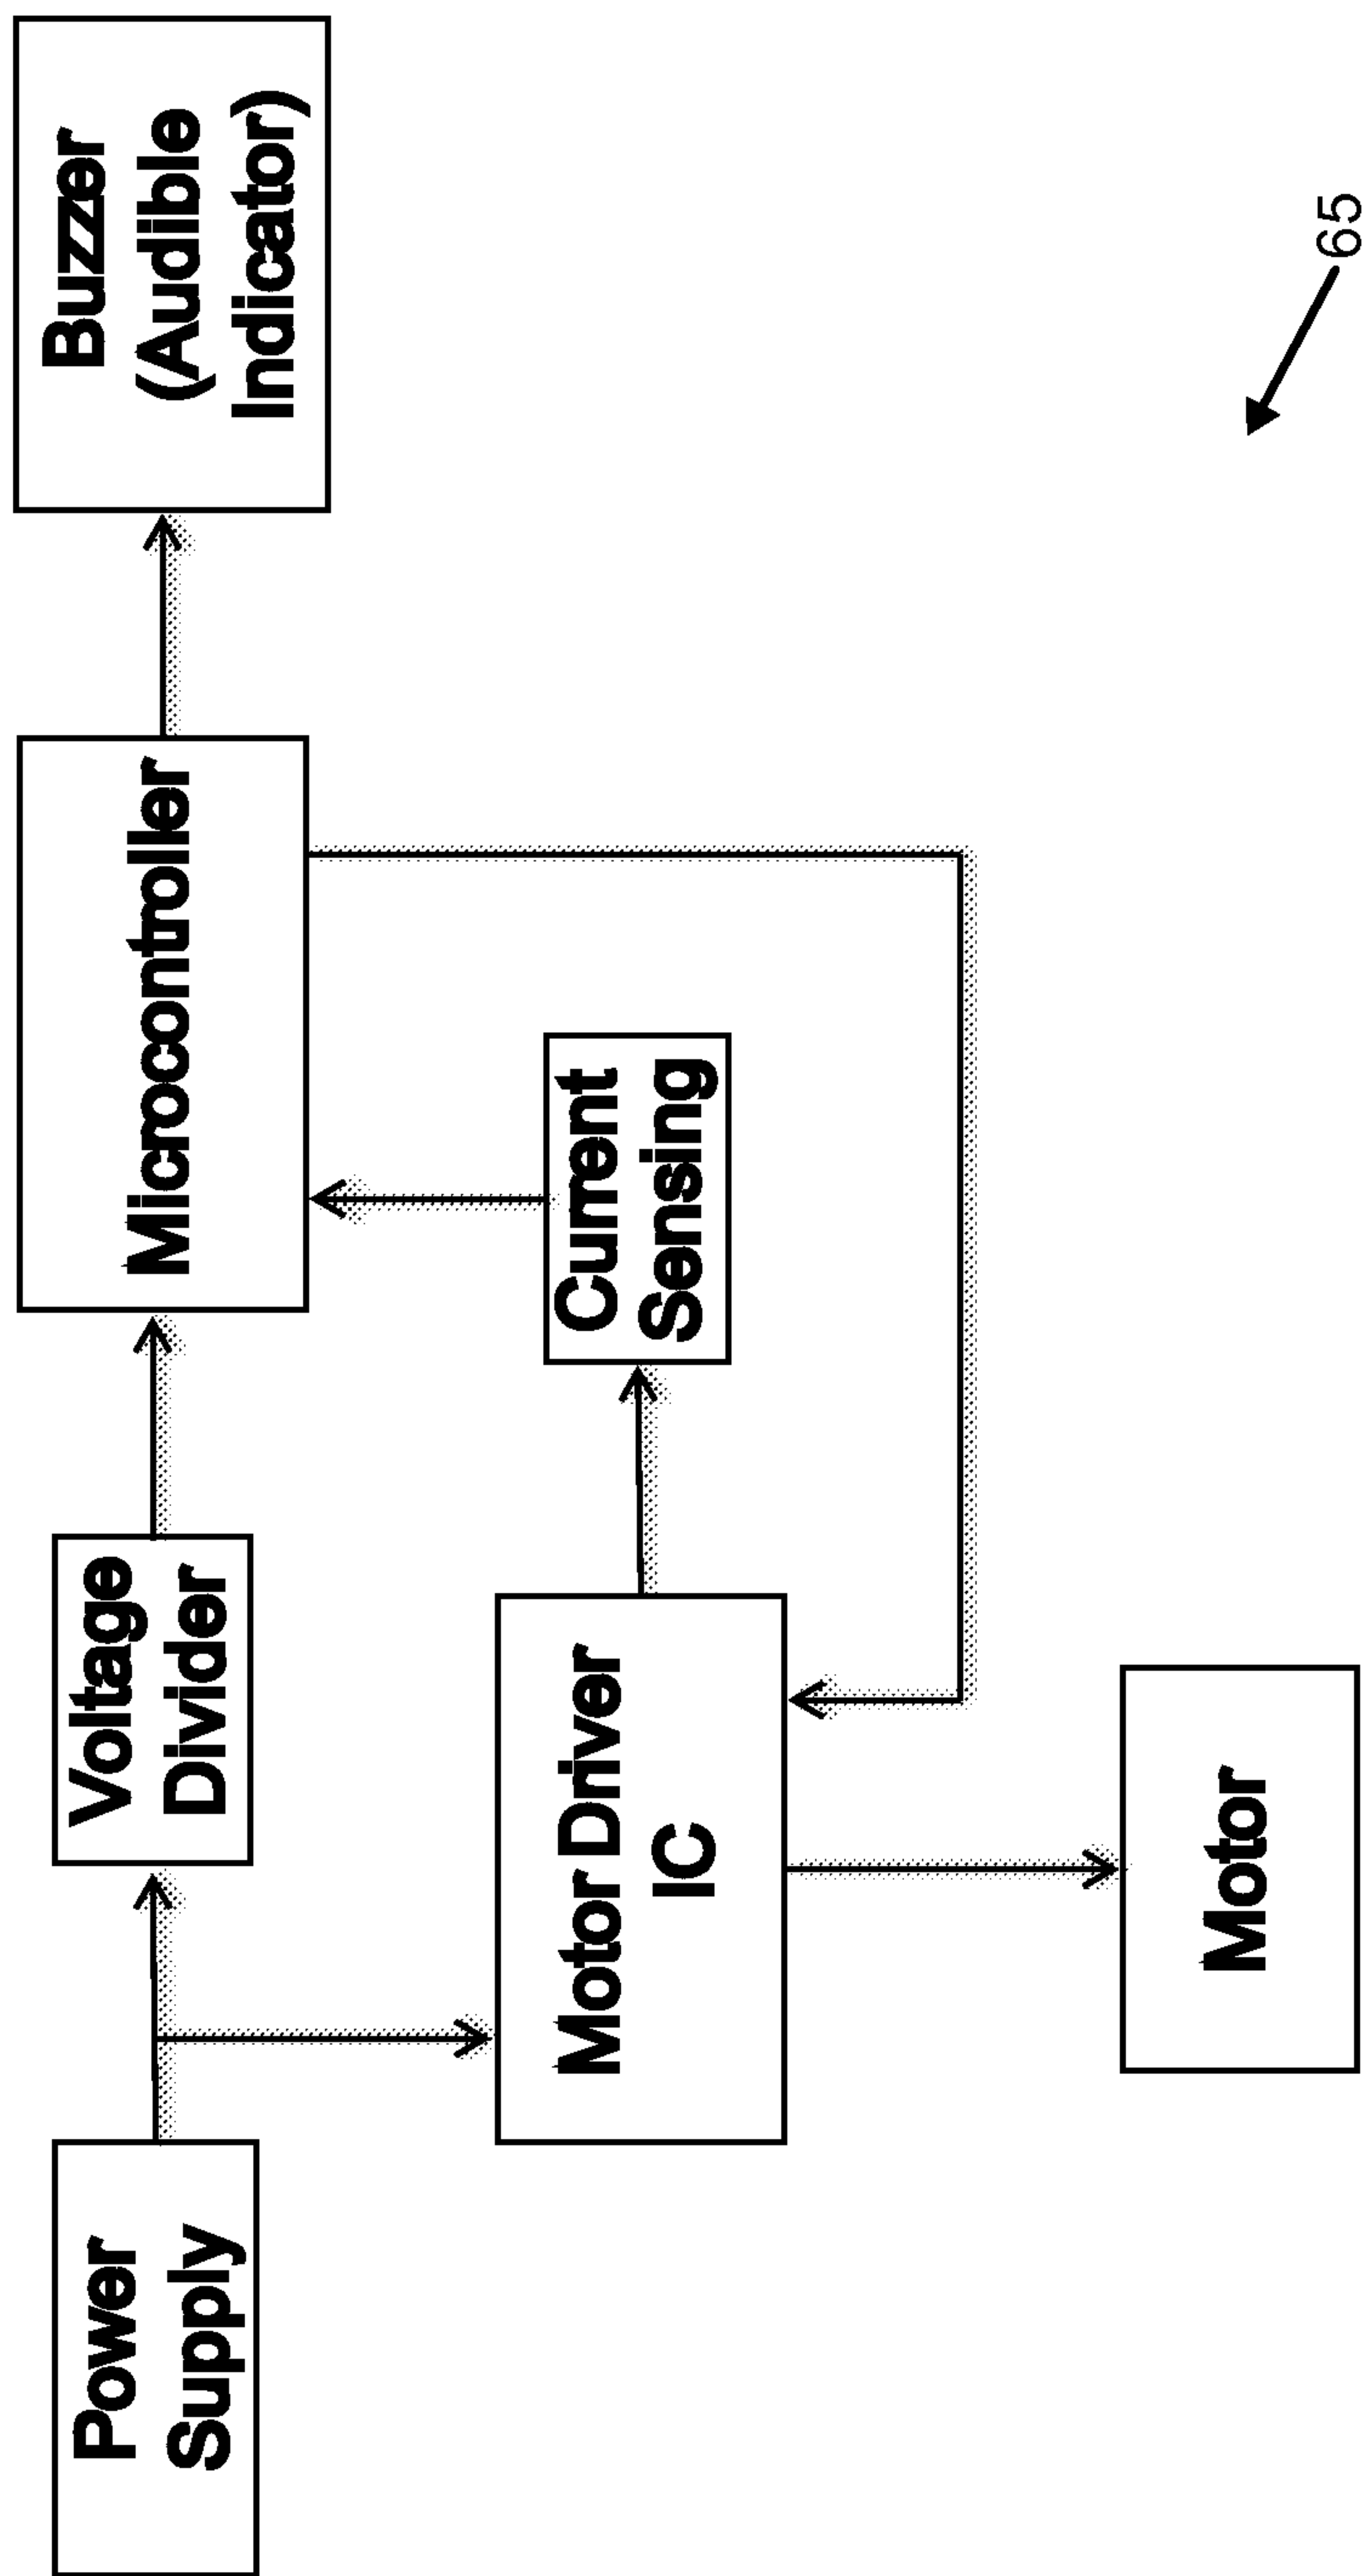 Power
Supply
Voltage
Divider
Microcontroller
Buzzer
(Audible
Indicator)
Current
Sensing
Motor Driver
IC
Motor
65